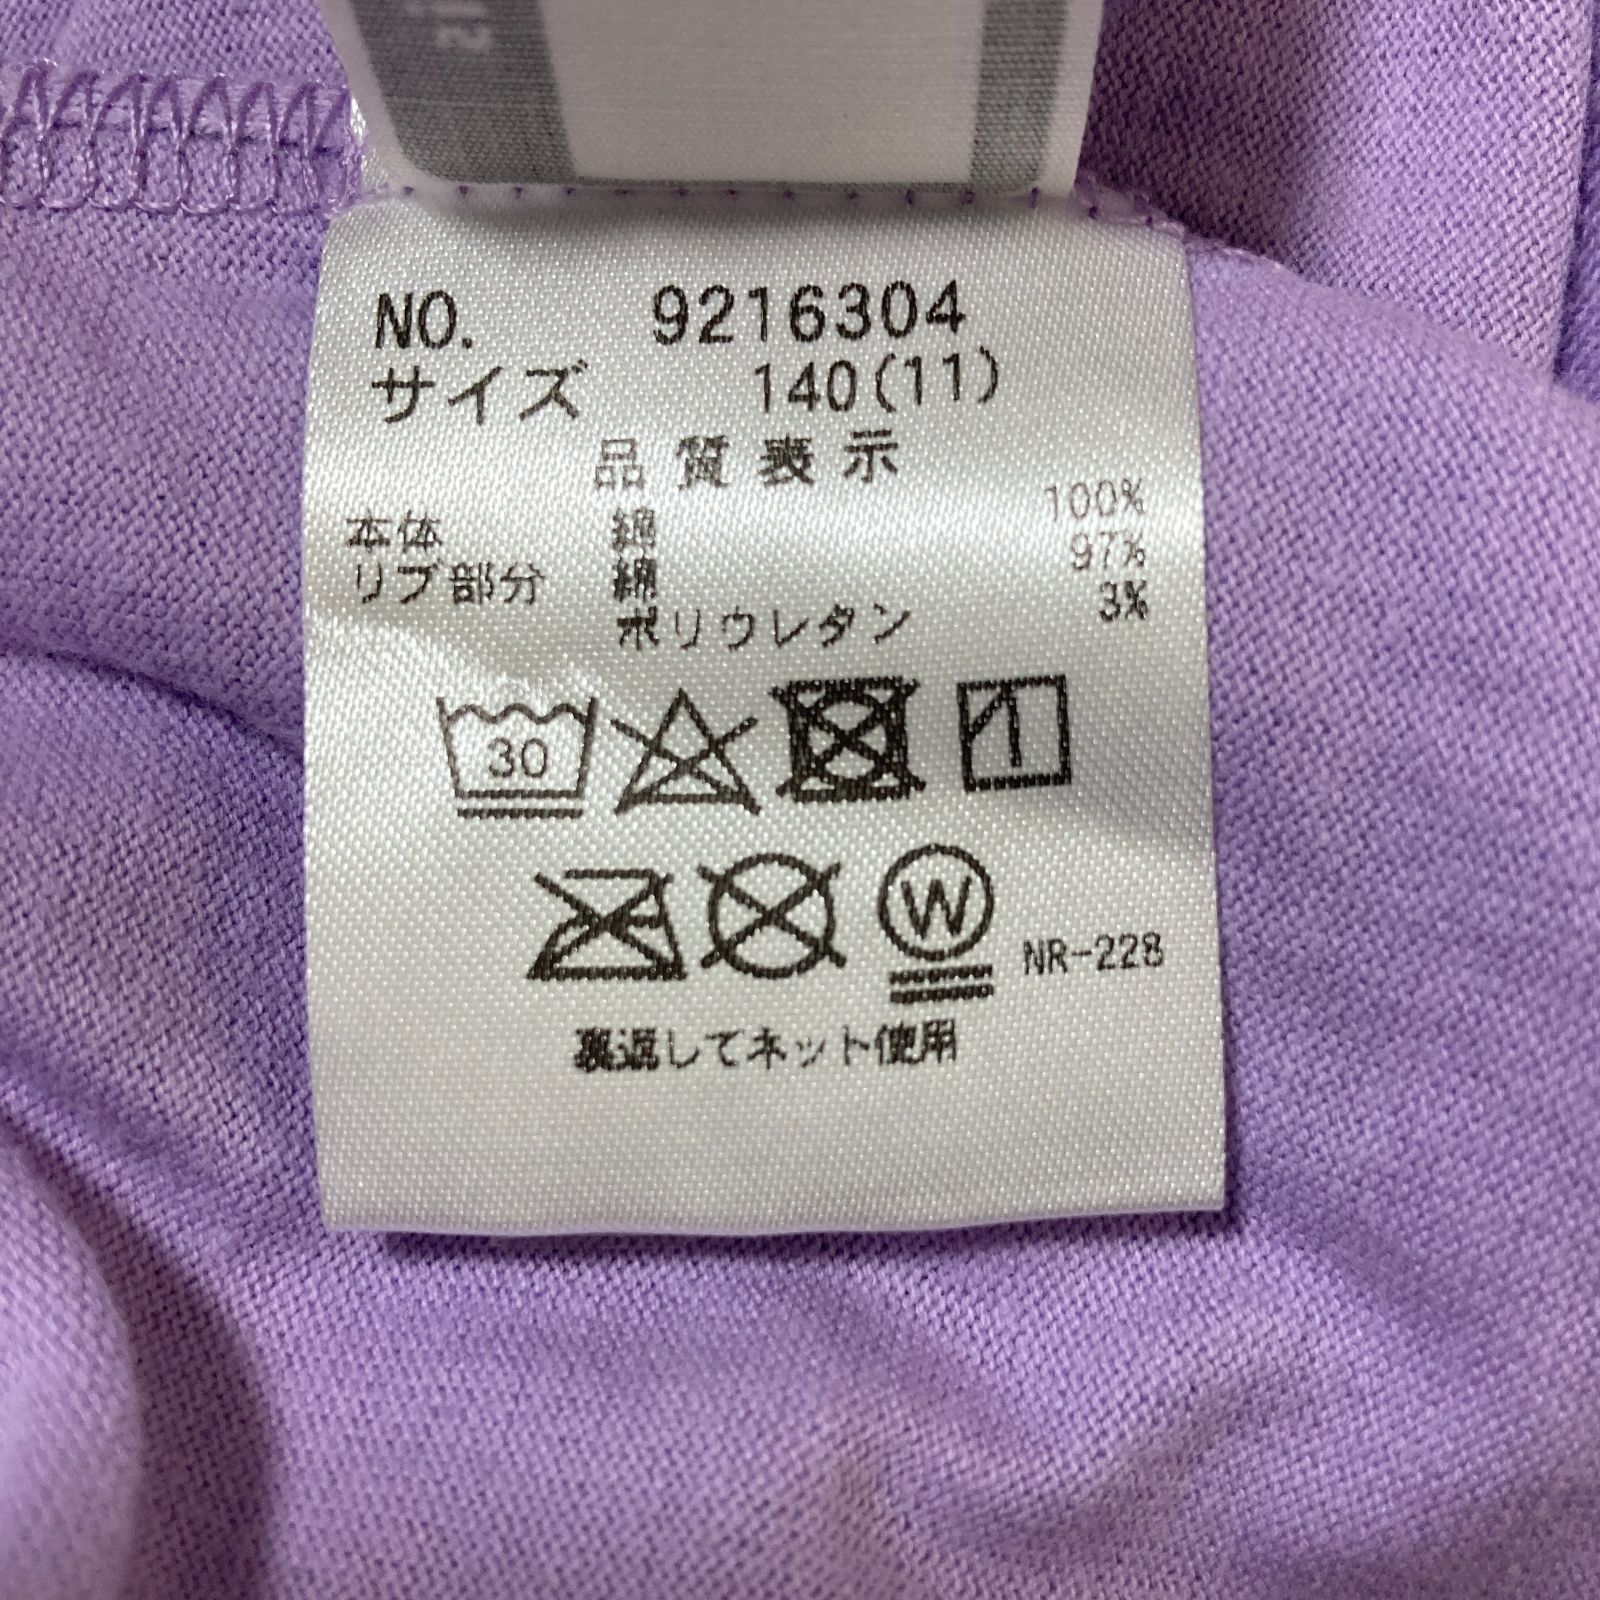 NO. 9216304
サイズ 140(11)
品質表示
本体 綿 100%
リブ部分 綿 97%
ポリウレタン 3%
30
W NR-228
裏返してネット使用